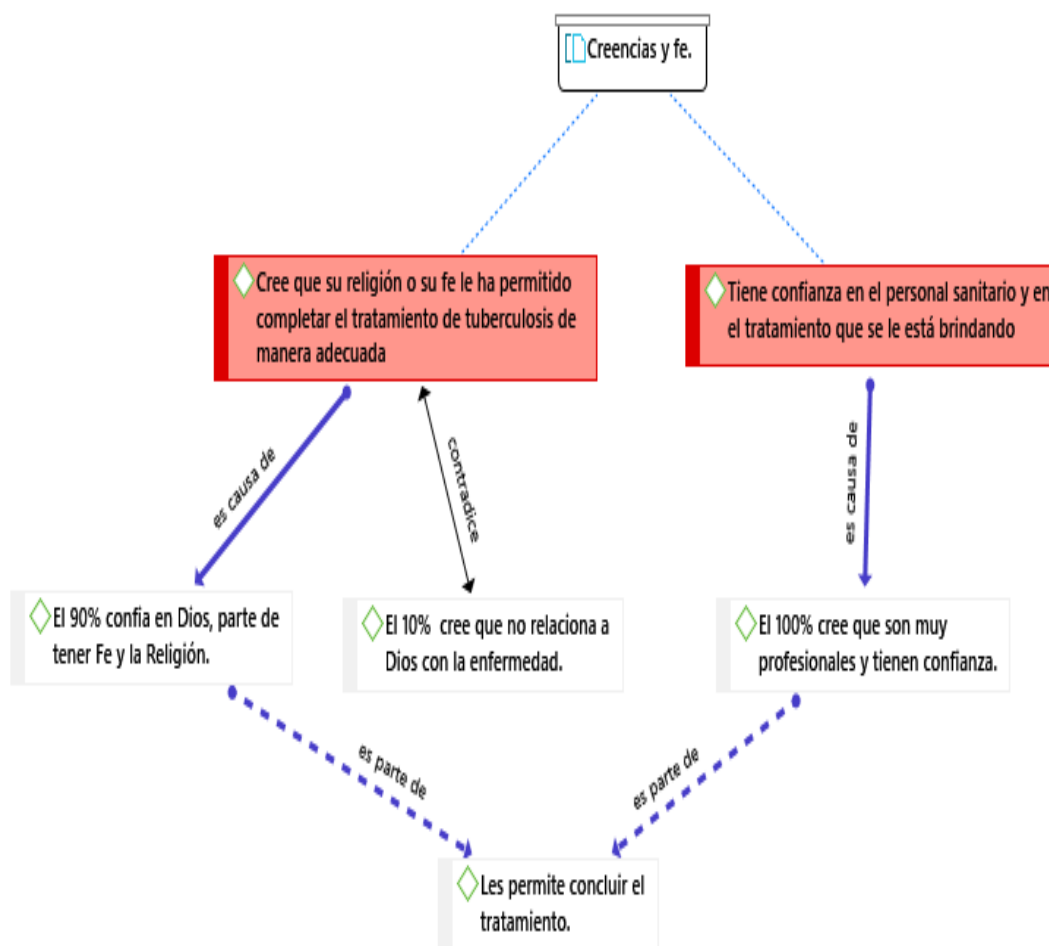 Creencias y fe.
Cree que su religión o su fe le ha permitido
completar el tratamiento de tuberculosis de
manera adecuada
Tiene confianza en el personal sanitario y en
el tratamiento que se le está brindando
es causa de
contradice
es causa de
El 90% confia en Dios, parte de
tener Fe y la Religión.
El 10% cree que no relaciona a
Dios con la enfermedad.
El 100% cree que son muy
profesionales y tienen confianza.
es parte de
es parte de
Les permite concluir el
tratamiento.